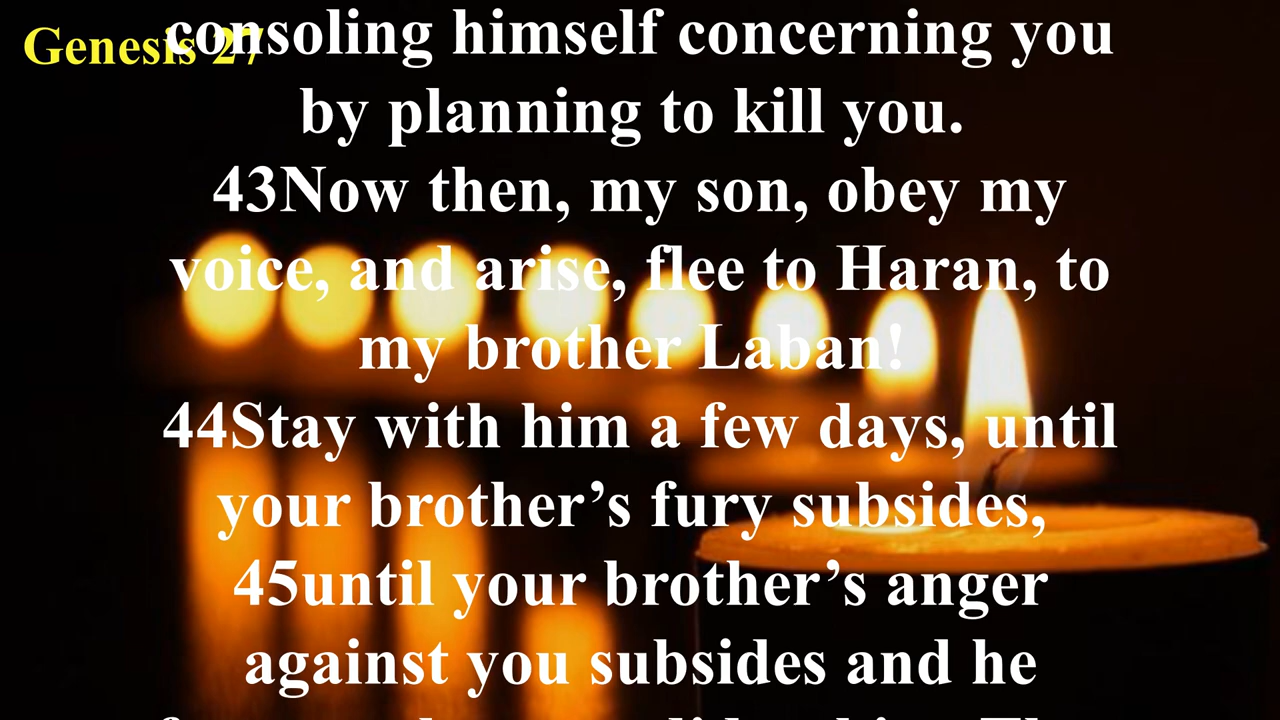 Genesis 27
consoling himself concerning you
by planning to kill you.
43Now then, my son, obey my
voice, and arise, flee to Haran, to
my brother Laban!
44Stay with him a few days, until
your brother’s fury subsides,
45until your brother’s anger
against you subsides and he